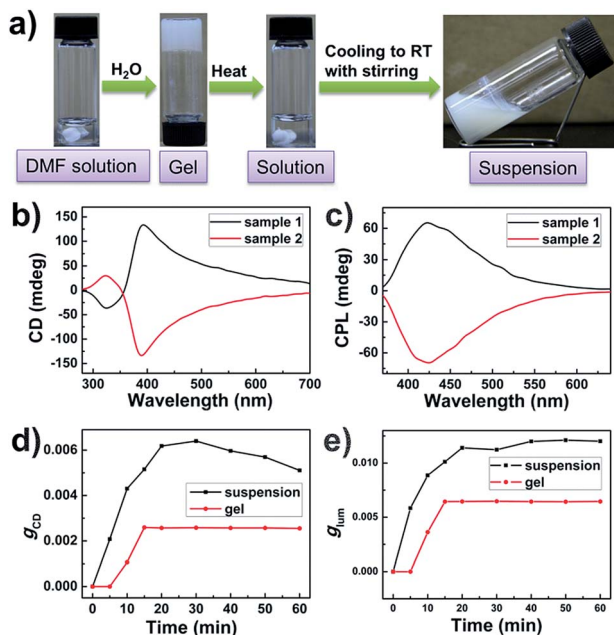 a)
H₂O
Heat
Cooling to RT
with stirring
DMF solution
Gel
Solution
Suspension
b)
150
100
50
0
-50
-100
-150
CD (mdeg)
sample 1
sample 2
300
400
500
600
700
Wavelength (nm)
c)
60
30
0
-30
-60
CPL (mdeg)
sample 1
sample 2
400
450
500
550
600
Wavelength (nm)
d)
0.006
0.004
0.002
0.000
gCD
suspension
gel
0
10
20
30
40
50
60
Time (min)
e)
0.010
0.005
0.000
glum
suspension
gel
0
10
20
30
40
50
60
Time (min)